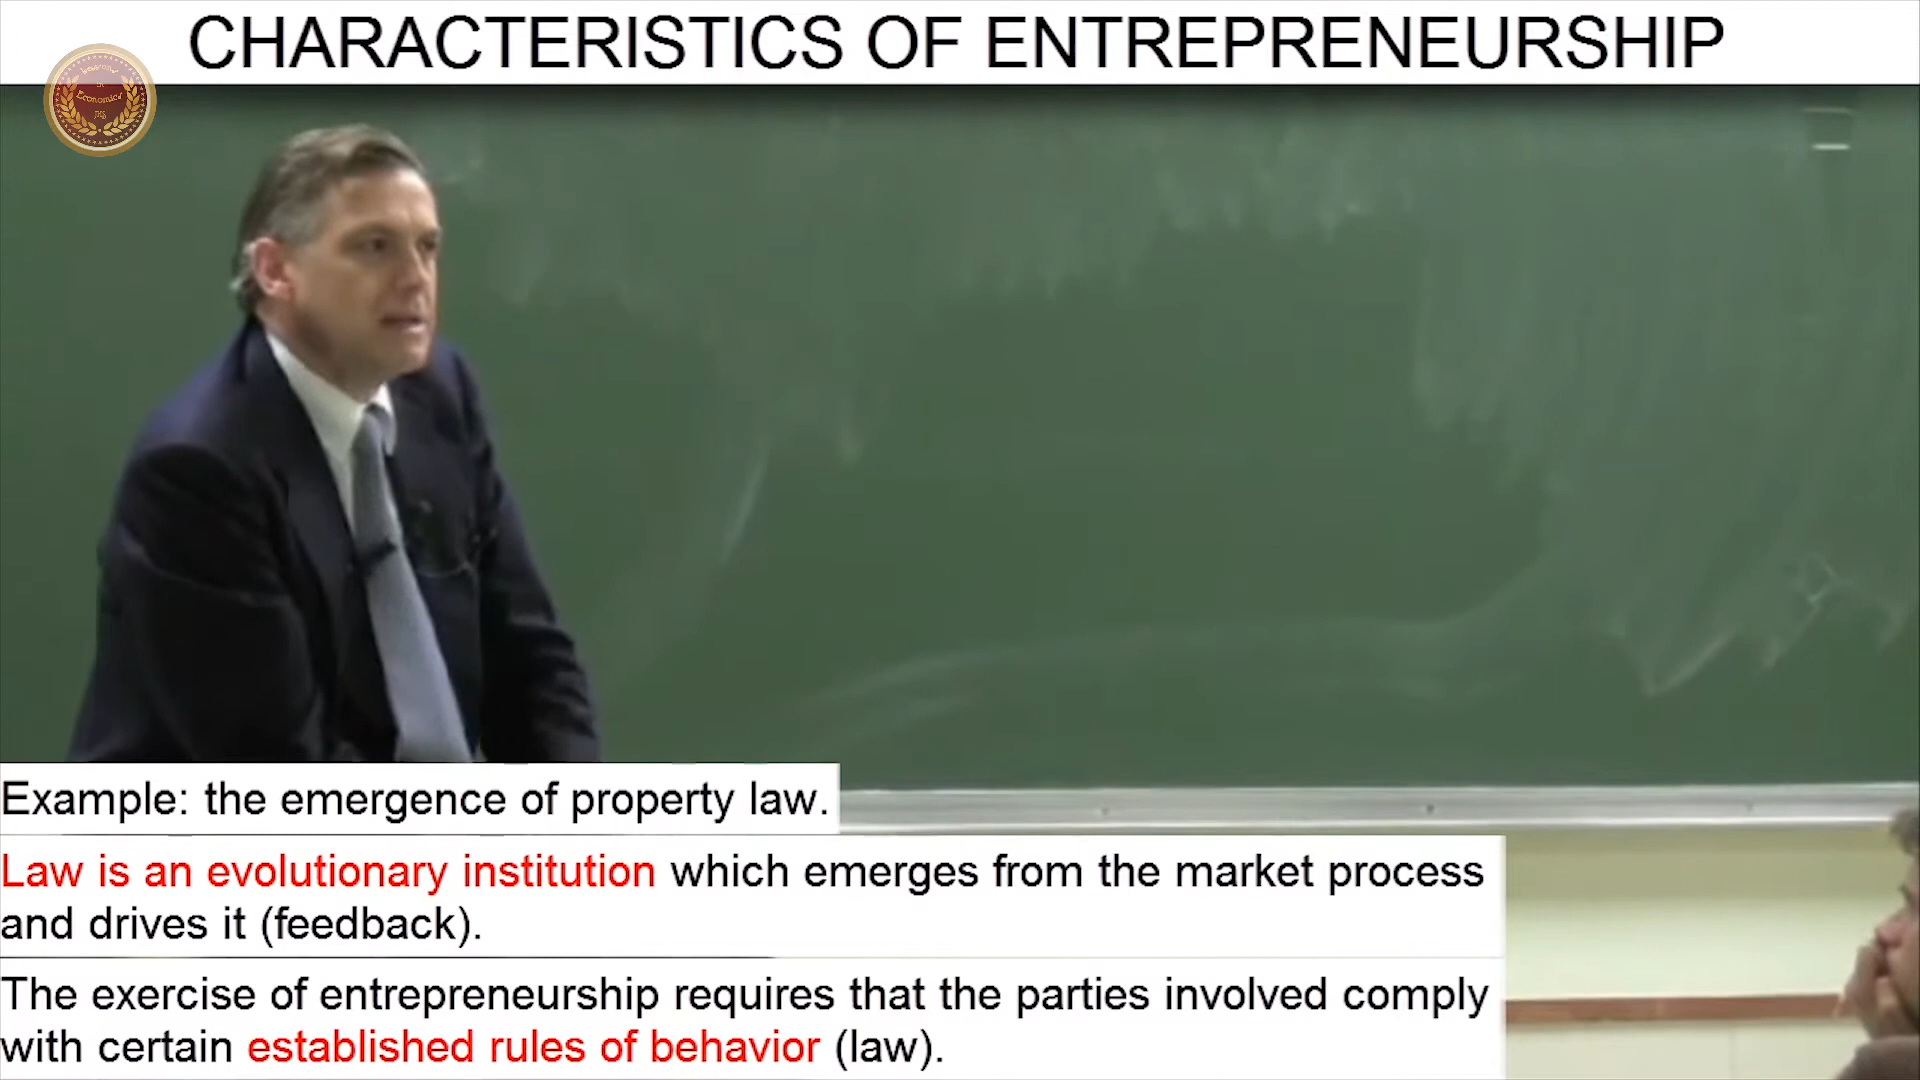 CHARACTERISTICS OF ENTREPRENEURSHIP
Economics
Example: the emergence of property law.
Law is an evolutionary institution which emerges from the market process
and drives it (feedback).
The exercise of entrepreneurship requires that the parties involved comply
with certain established rules of behavior (law).